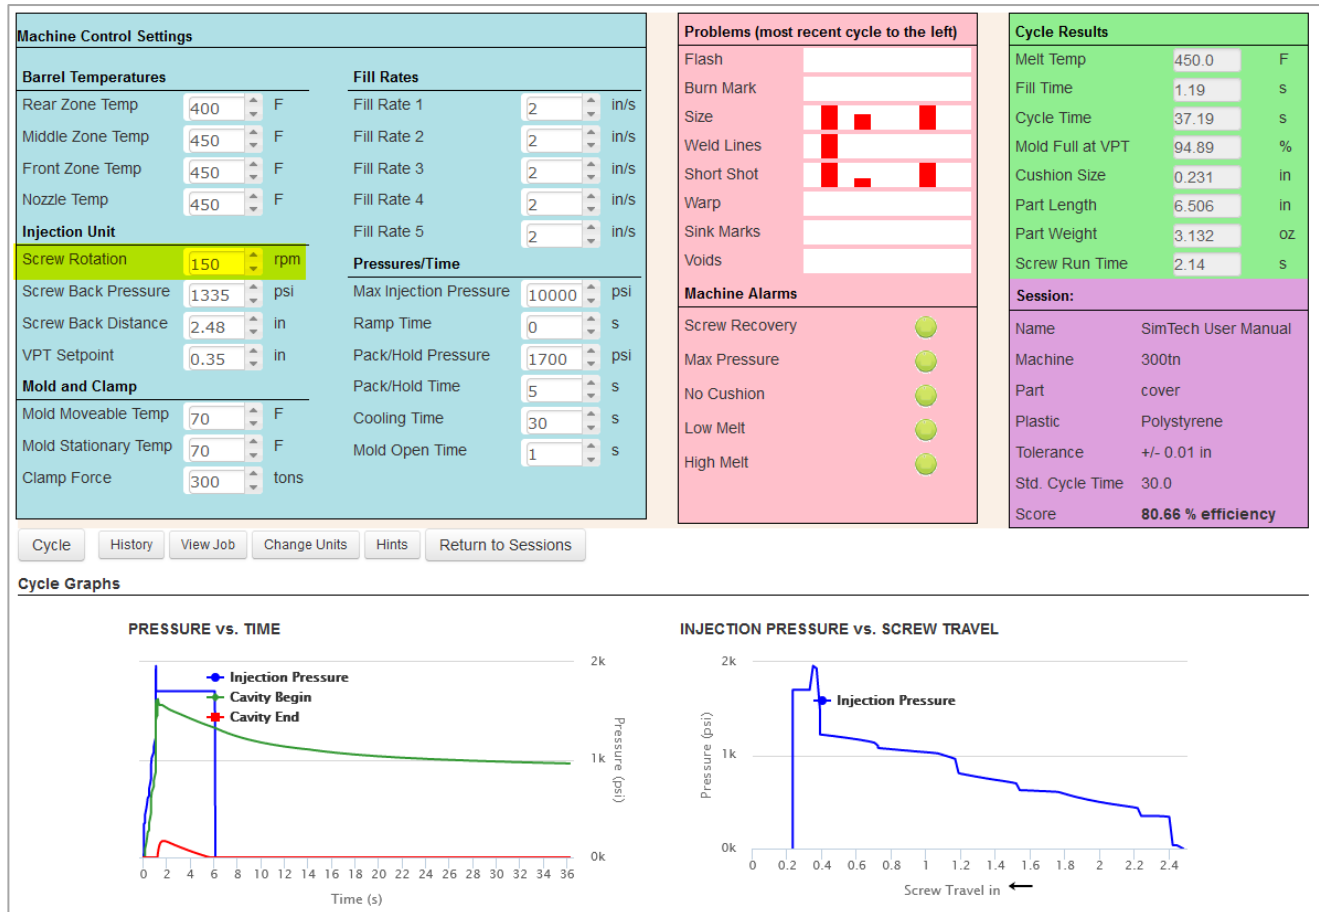 Machine Control Settings
Barrel Temperatures
Rear Zone Temp 400 F
Middle Zone Temp 450 F
Front Zone Temp 450 F
Nozzle Temp 450 F
Injection Unit
Screw Rotation 150 rpm
Screw Back Pressure 1335 psi
Screw Back Distance 2.48 in
VPT Setpoint 0.35 in
Mold and Clamp
Mold Moveable Temp 70 F
Mold Stationary Temp 70 F
Clamp Force 300 tons
Fill Rates
Fill Rate 1 2 in/s
Fill Rate 2 2 in/s
Fill Rate 3 2 in/s
Fill Rate 4 2 in/s
Fill Rate 5 2 in/s
Pressures/Time
Max Injection Pressure 10000 psi
Ramp Time 0 s
Pack/Hold Pressure 1700 psi
Pack/Hold Time 5 s
Cooling Time 30 s
Mold Open Time 1 s
Problems (most recent cycle to the left)
Flash
Burn Mark
Size
Weld Lines
Short Shot
Warp
Sink Marks
Voids
Machine Alarms
Screw Recovery
Max Pressure
No Cushion
Low Melt
High Melt
Cycle Results
Melt Temp 450.0 F
Fill Time 1.19 s
Cycle Time 37.19 s
Mold Full at VPT 94.89 %
Cushion Size 0.231 in
Part Length 6.506 in
Part Weight 3.132 oz
Screw Run Time 2.14 s
Session:
Name SimTech User Manual
Machine 300tn
Part cover
Plastic Polystyrene
Tolerance +/- 0.01 in
Std. Cycle Time 30.0
Score 80.66 % efficiency
Cycle History View Job Change Units Hints Return to Sessions
Cycle Graphs
PRESSURE vs. TIME
Injection Pressure
Cavity Begin
Cavity End
2k
1k
0k
Pressure (psi)
0 2 4 6 8 10 12 14 16 18 20 22 24 26 28 30 32 34 36
Time (s)
INJECTION PRESSURE vs. SCREW TRAVEL
Injection Pressure
2k
1k
0k
Pressure (psi)
0 0.2 0.4 0.6 0.8 1 1.2 1.4 1.6 1.8 2 2.2 2.4
Screw Travel in ←